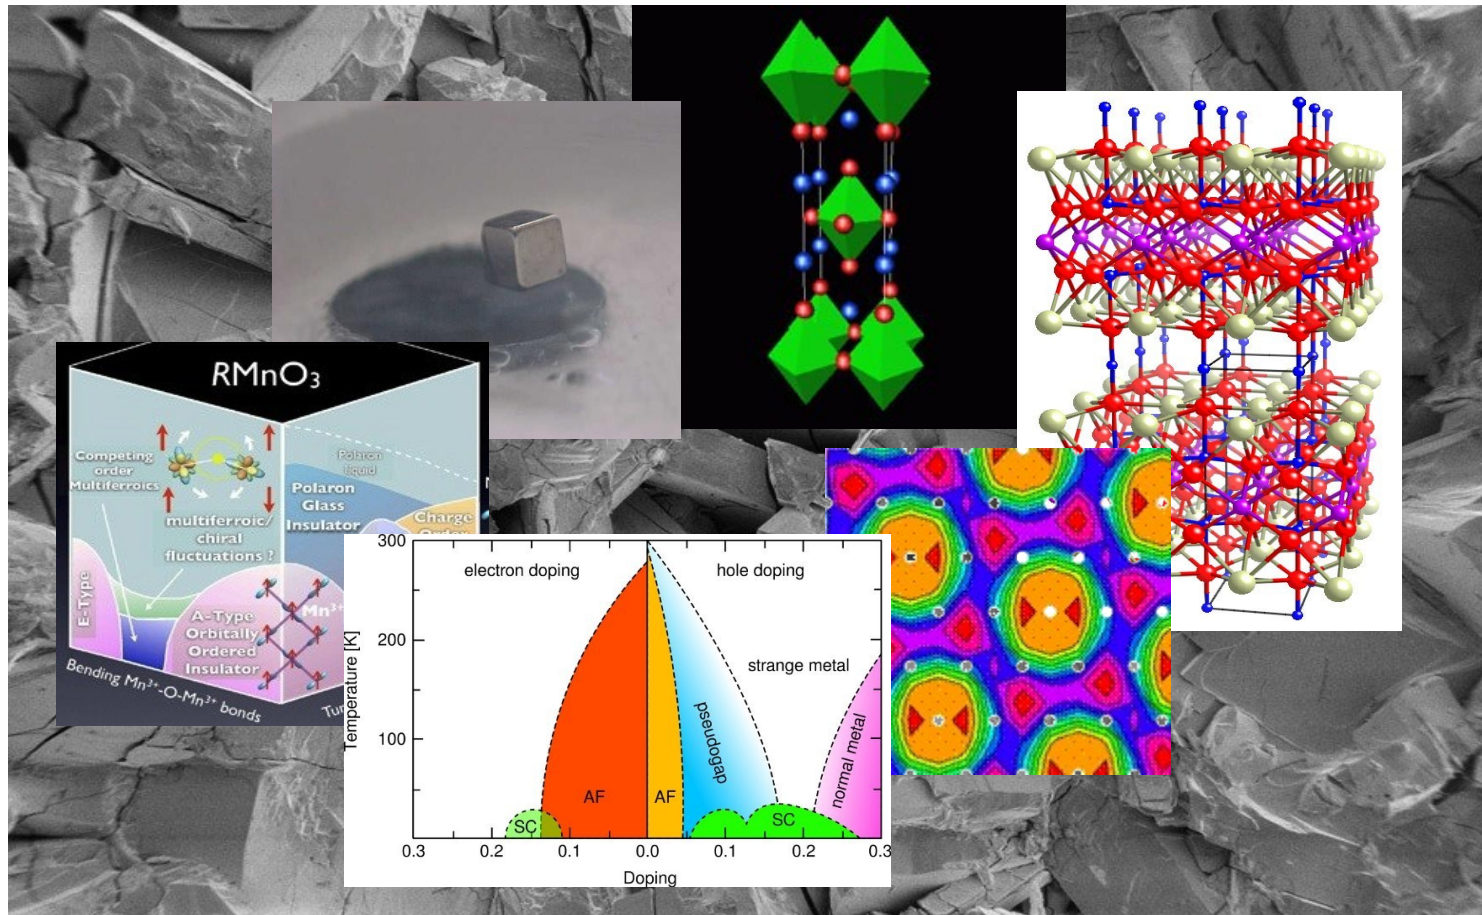 RMnO₃
Competing
order
Multiferroics
multiferroic/
chiral
fluctuations ?
Polaron
liquid
Polaron
Glass
Insulator
Charge
E-Type
A-Type
Orbitally
Ordered
Insulator
Mn³⁺
Bending Mn³⁺-O-Mn³⁺ bonds
electron doping
hole doping
strange metal
pseudogap
normal metal
AF
AF
SC
SC
Temperature [K]
300
200
100
0.3
0.2
0.1
0.0
0.1
0.2
0.3
Doping